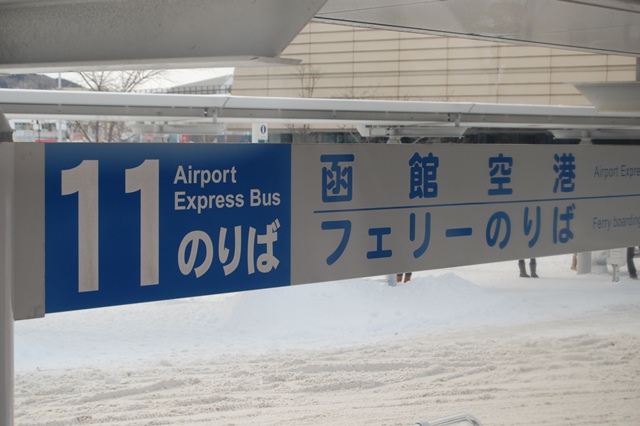 11
Airport
Express Bus
のりば
函館空港
フェリーのりば
Airport Expre
Ferry boarding